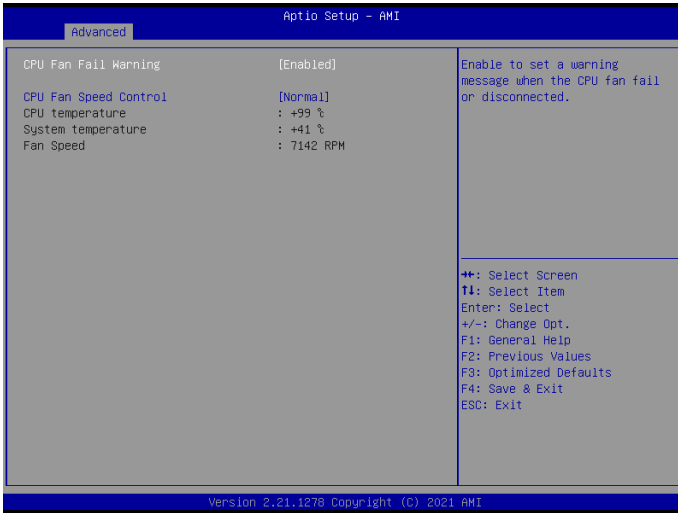 Aptio Setup - AMI
Advanced
CPU Fan Fail Warning [Enabled]
CPU Fan Speed Control [Normal]
CPU temperature : +99 ℃
System temperature : +41 ℃
Fan Speed : 7142 RPM
Enable to set a warning
message when the CPU fan fail
or disconnected.
→←: Select Screen
↑↓: Select Item
Enter: Select
+/-: Change Opt.
F1: General Help
F2: Previous Values
F3: Optimized Defaults
F4: Save & Exit
ESC: Exit
Version 2.21.1278 Copyright (C) 2021 AMI